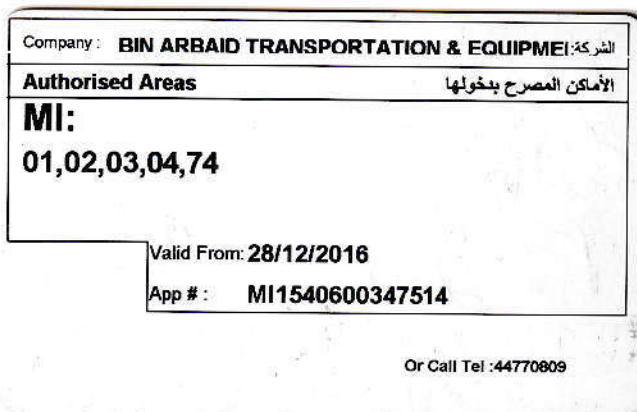 Company : BIN ARBAID TRANSPORTATION & EQUIPMEI الشركة:
Authorised Areas الأماكن المصرح بدخولها
MI:
01,02,03,04,74
Valid From: 28/12/2016
App # : MI1540600347514
Or Call Tel :44770809